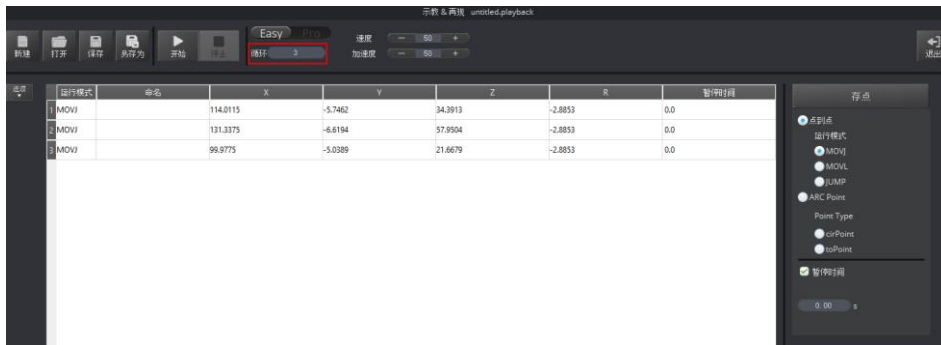 示教 & 再现 untitled.playback
新建 打开 保存 另存为 开始 停止
Easy Pro
循环 3
速度 — 50 +
加速度 — 50 +
退出
选项
运行模式 命名 X Y Z R 暂停时间
1 MOVJ 114.0115 -5.7462 34.3913 -2.8853 0.0
2 MOVJ 131.3375 -6.6194 57.9504 -2.8853 0.0
3 MOVJ 99.9775 -5.0389 21.6679 -2.8853 0.0
存点
点到点
运行模式
MOVJ
MOVL
JUMP
ARC Point
Point Type
cirPoint
toPoint
暂停时间
0.00 s